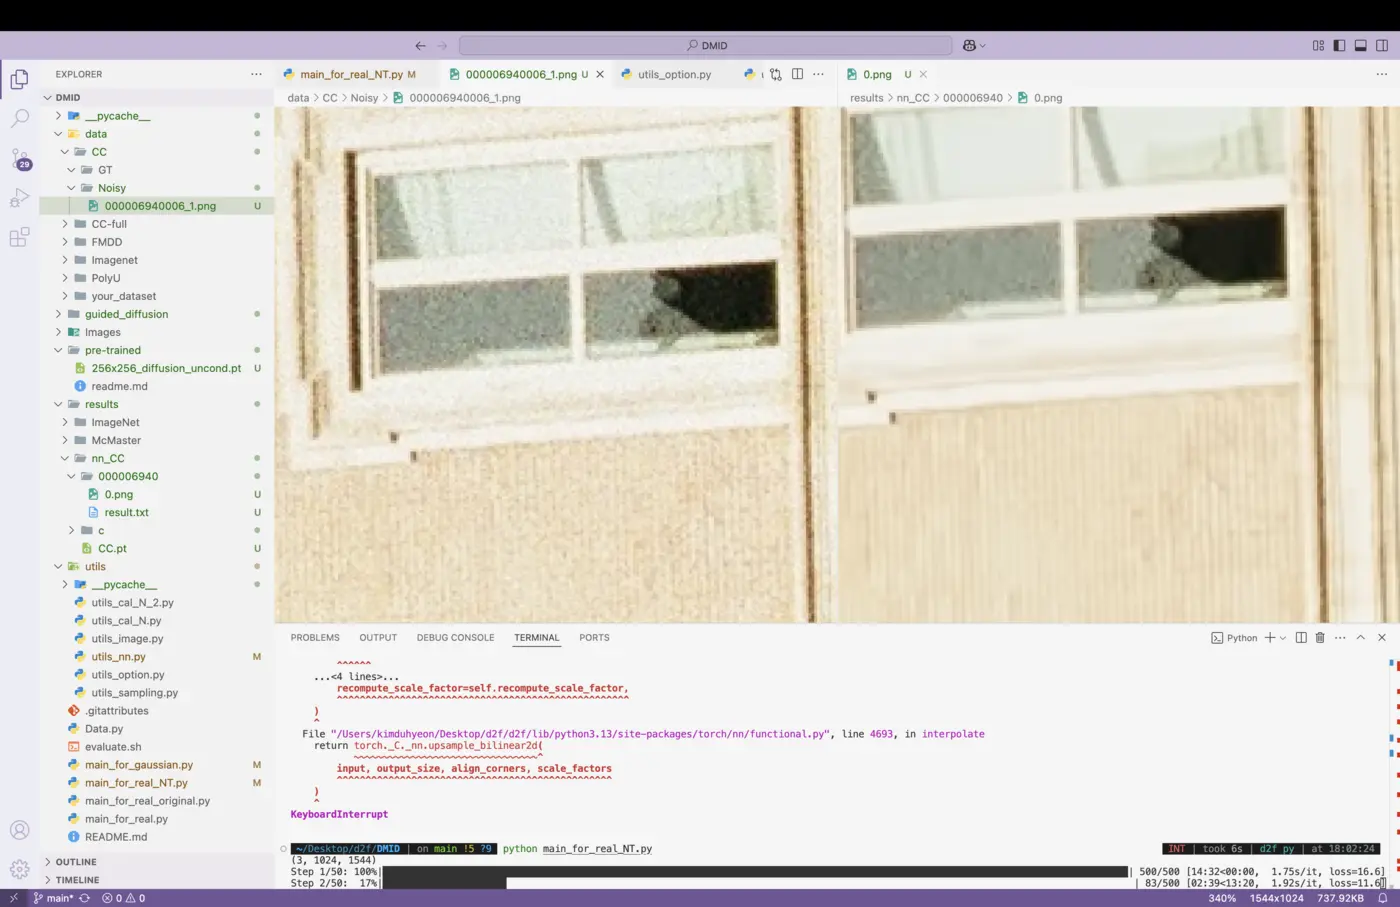 DMID
EXPLORER
DMID
__pycache__
data
CC
GT
Noisy
000006940006_1.png U
CC-full
FMDD
Imagenet
PolyU
your_dataset
guided_diffusion
Images
pre-trained
256x256_diffusion_uncond.pt U
readme.md
results
ImageNet
McMaster
nn_CC
000006940
0.png U
result.txt U
c
CC.pt U
utils
__pycache__
utils_cal_N_2.py
utils_cal_N.py
utils_image.py
utils_nn.py M
utils_option.py
utils_sampling.py
.gitattributes
Data.py
evaluate.sh
main_for_gaussian.py M
main_for_real_NT.py M
main_for_real_original.py
main_for_real.py
README.md
OUTLINE
TIMELINE
29
main_for_real_NT.py M
000006940006_1.png U
utils_option.py
data > CC > Noisy > 000006940006_1.png
0.png U
results > nn_CC > 000006940 > 0.png
PROBLEMS OUTPUT DEBUG CONSOLE TERMINAL PORTS
Python
^^^^^^
...<4 lines>...
recompute_scale_factor=self.recompute_scale_factor,
^^^^^^^^^^^^^^^^^^^^^^^^^^^^^^^^^^^^^^^^^^^^^^^^^^^
)
^
File "/Users/kimduhyeon/Desktop/d2f/d2f/lib/python3.13/site-packages/torch/nn/functional.py", line 4693, in interpolate
return torch._C._nn.upsample_bilinear2d(
~~~~~~~~~~~~~~~~~~~~~~~~~~~~~~~~^
input, output_size, align_corners, scale_factors
^^^^^^^^^^^^^^^^^^^^^^^^^^^^^^^^^^^^^^^^^^^^^^^^
)
^
KeyboardInterrupt
~/Desktop/d2f/DMID | on main !5 ?9 python main_for_real_NT.py INT | took 6s | d2f py | at 18:02:24
(3, 1024, 1544)
Step 1/50: 100%| | 500/500 [14:32<00:00, 1.75s/it, loss=16.6]
Step 2/50: 17%| | 83/500 [02:39<13:20, 1.92s/it, loss=11.6]
main* 0 0 340% 1544x1024 737.92KB